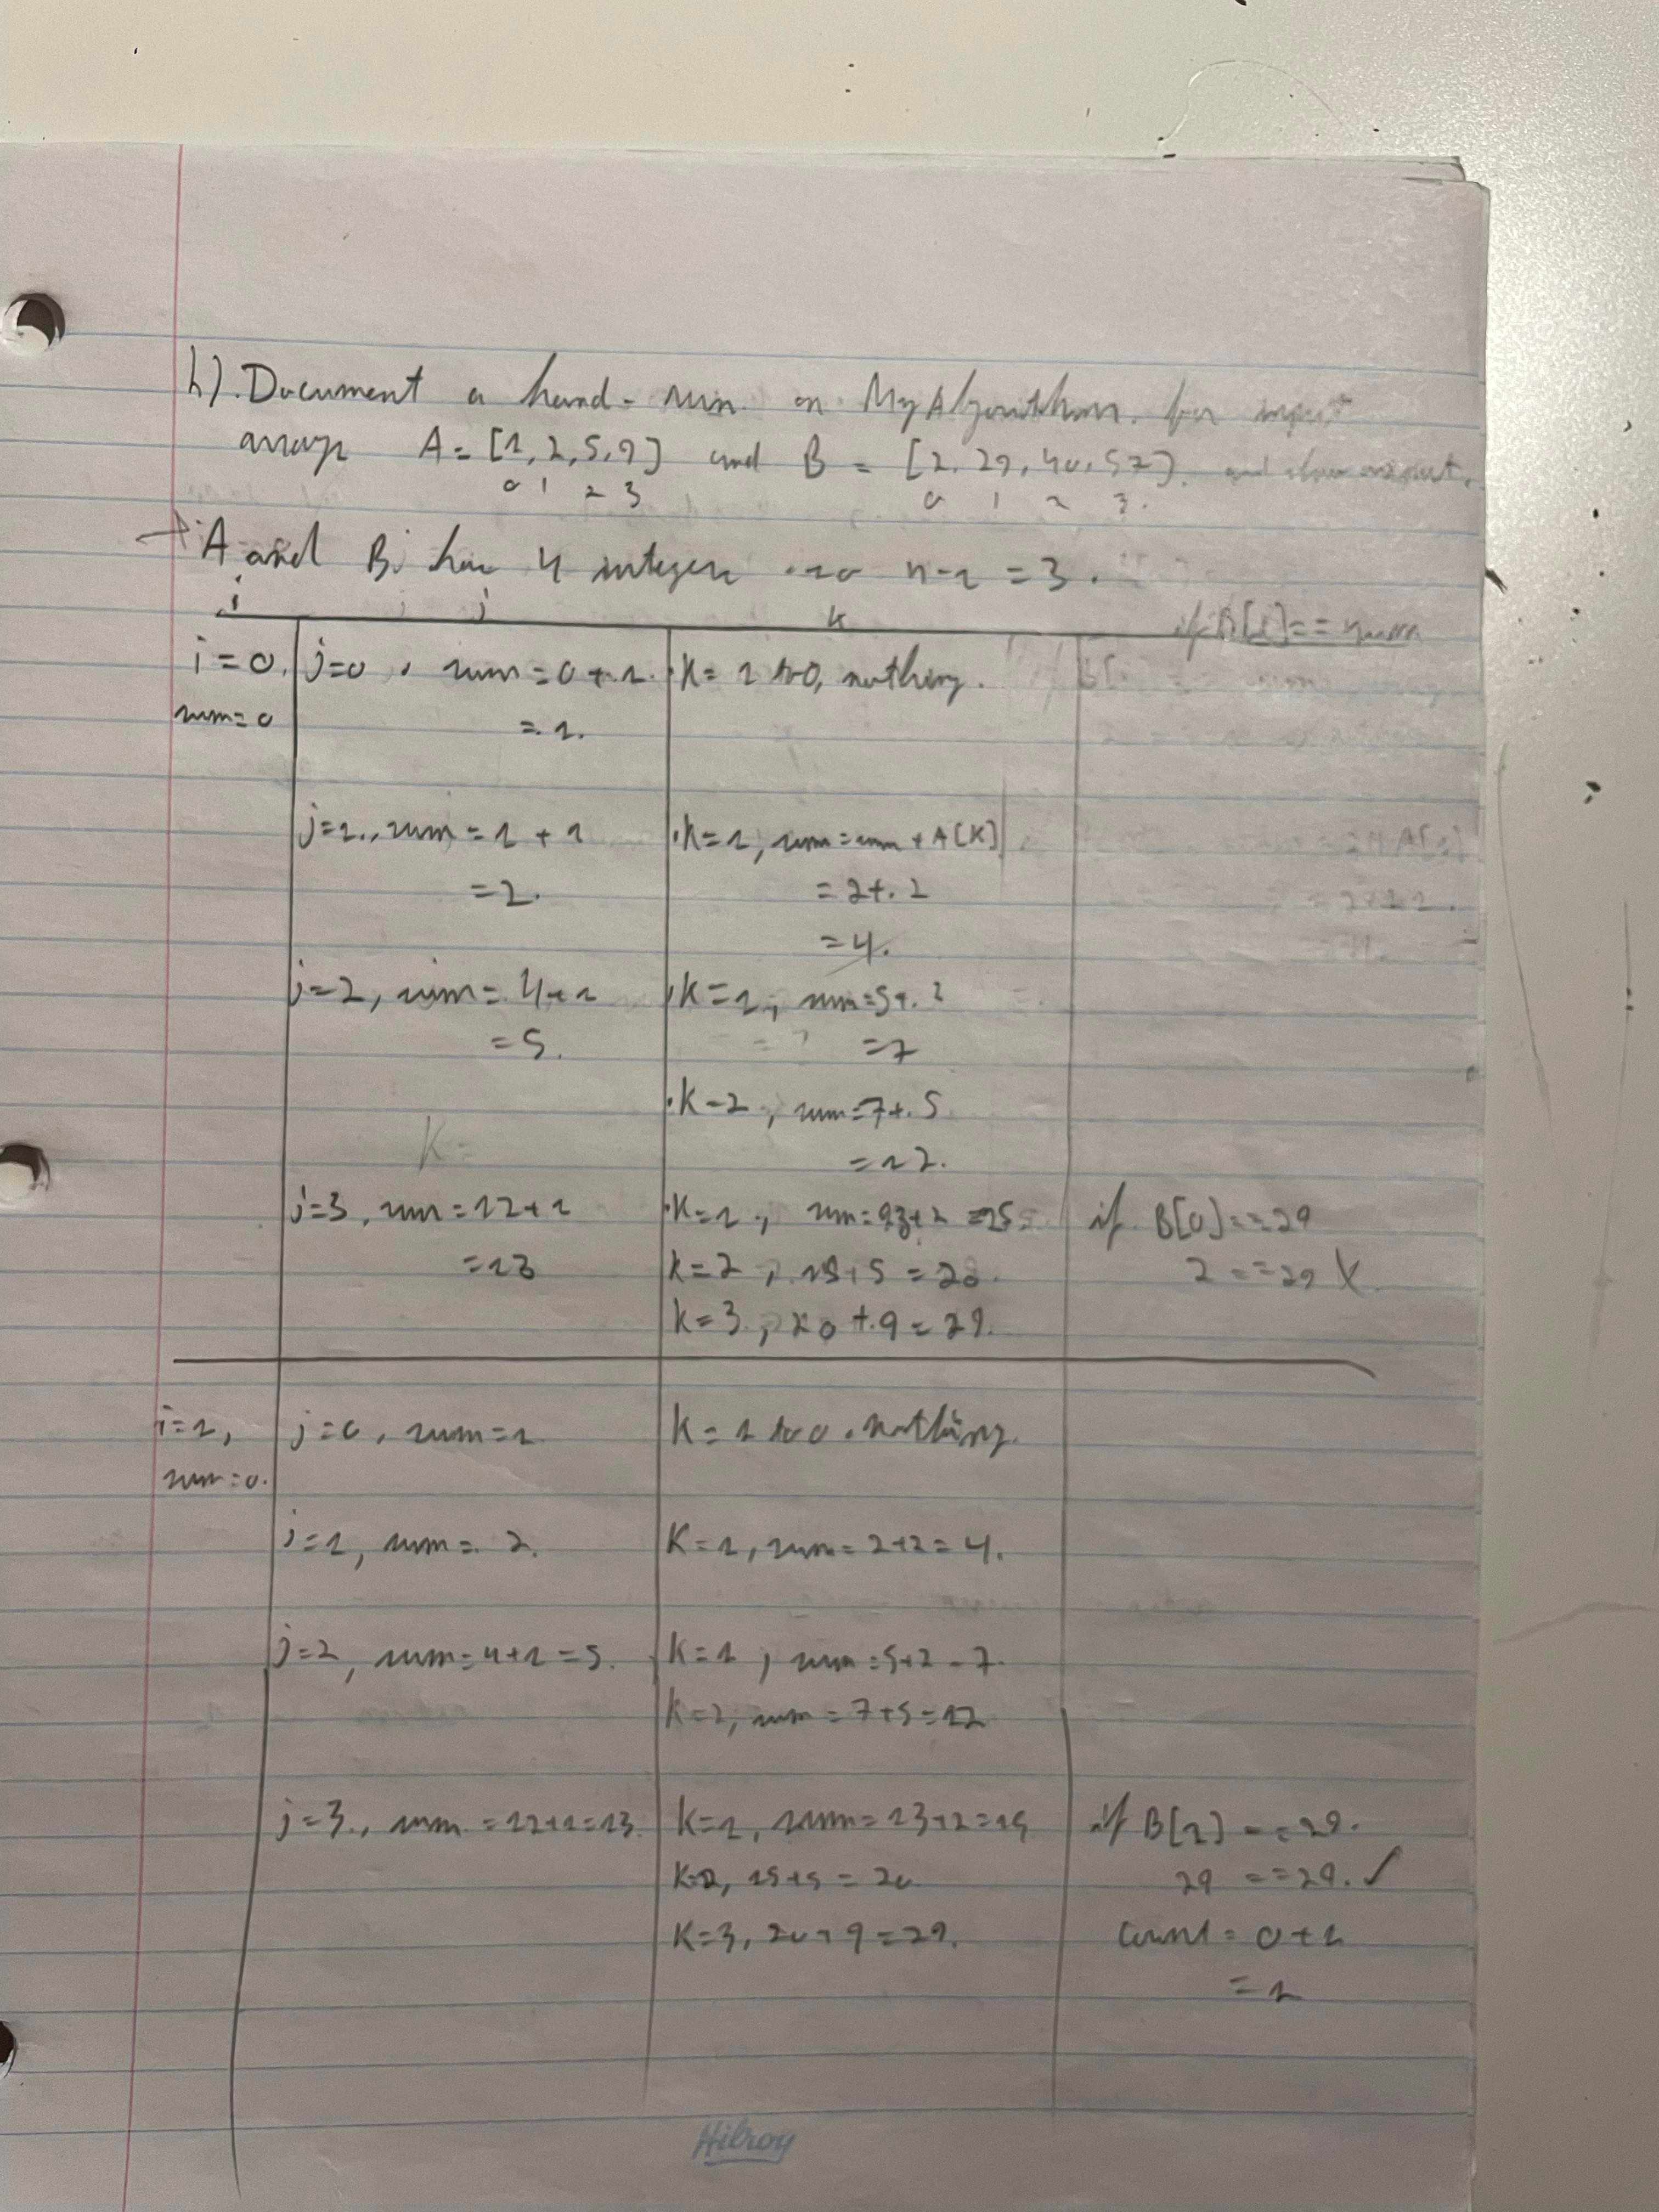 b). Document a hand-run on MyAlgorithm. for input
arrays A = [1, 2, 5, 9] and B = [2, 29, 40, 57]. and show output.
0 1 2 3 0 1 2 3.
A and B has 4 integers so n-1 = 3.
i j k if B[i] == sum
i=0. j=0, sum = 0+1. k= 1 to 0, nothing.
sum=0 = 1.
j=1., sum = 1 + 1 k=1, sum = sum + A[K]
= 2. = 2 + 2
= 4.
j=2, sum = 4+1 k=1, sum = 5+2
= 5. = 7
k=2, sum = 7+5
K = = 12.
j=3, sum = 12+1 k=1, sum = 13+2 = 15 if B[0] == 29
= 13 k=2, 15+5 = 20. 2 == 29 X
k=3, 20+9 = 29.
i=1, j=0, sum=1 k= 1 to 0. nothing.
sum=0.
j=1, sum = 2. K=1, sum = 2+2 = 4.
j=2, sum = 4+1 = 5. K=1, sum = 5+2 = 7.
K=2, sum = 7+5 = 12
j=3., sum = 12+1 = 13. K=1, sum = 13+2 = 15 if B[1] == 29.
K=2, 15+5 = 20 29 == 29. ✓
K=3, 20+9 = 29. Count = 0+1
= 1
Hilroy